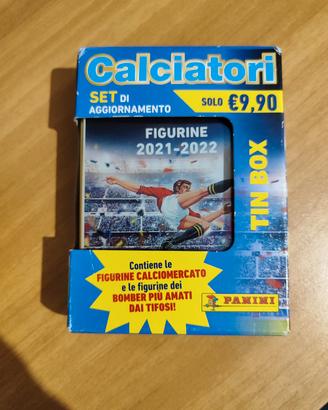 Calciatori
SET DI
AGGIORNAMENTO
SOLO €9,90
FIGURINE
2021-2022
TIN BOX
Contiene le
FIGURINE CALCIOMERCATO
e le figurine dei
BOMBER PIÙ AMATI
DAI TIFOSI!
PANINI